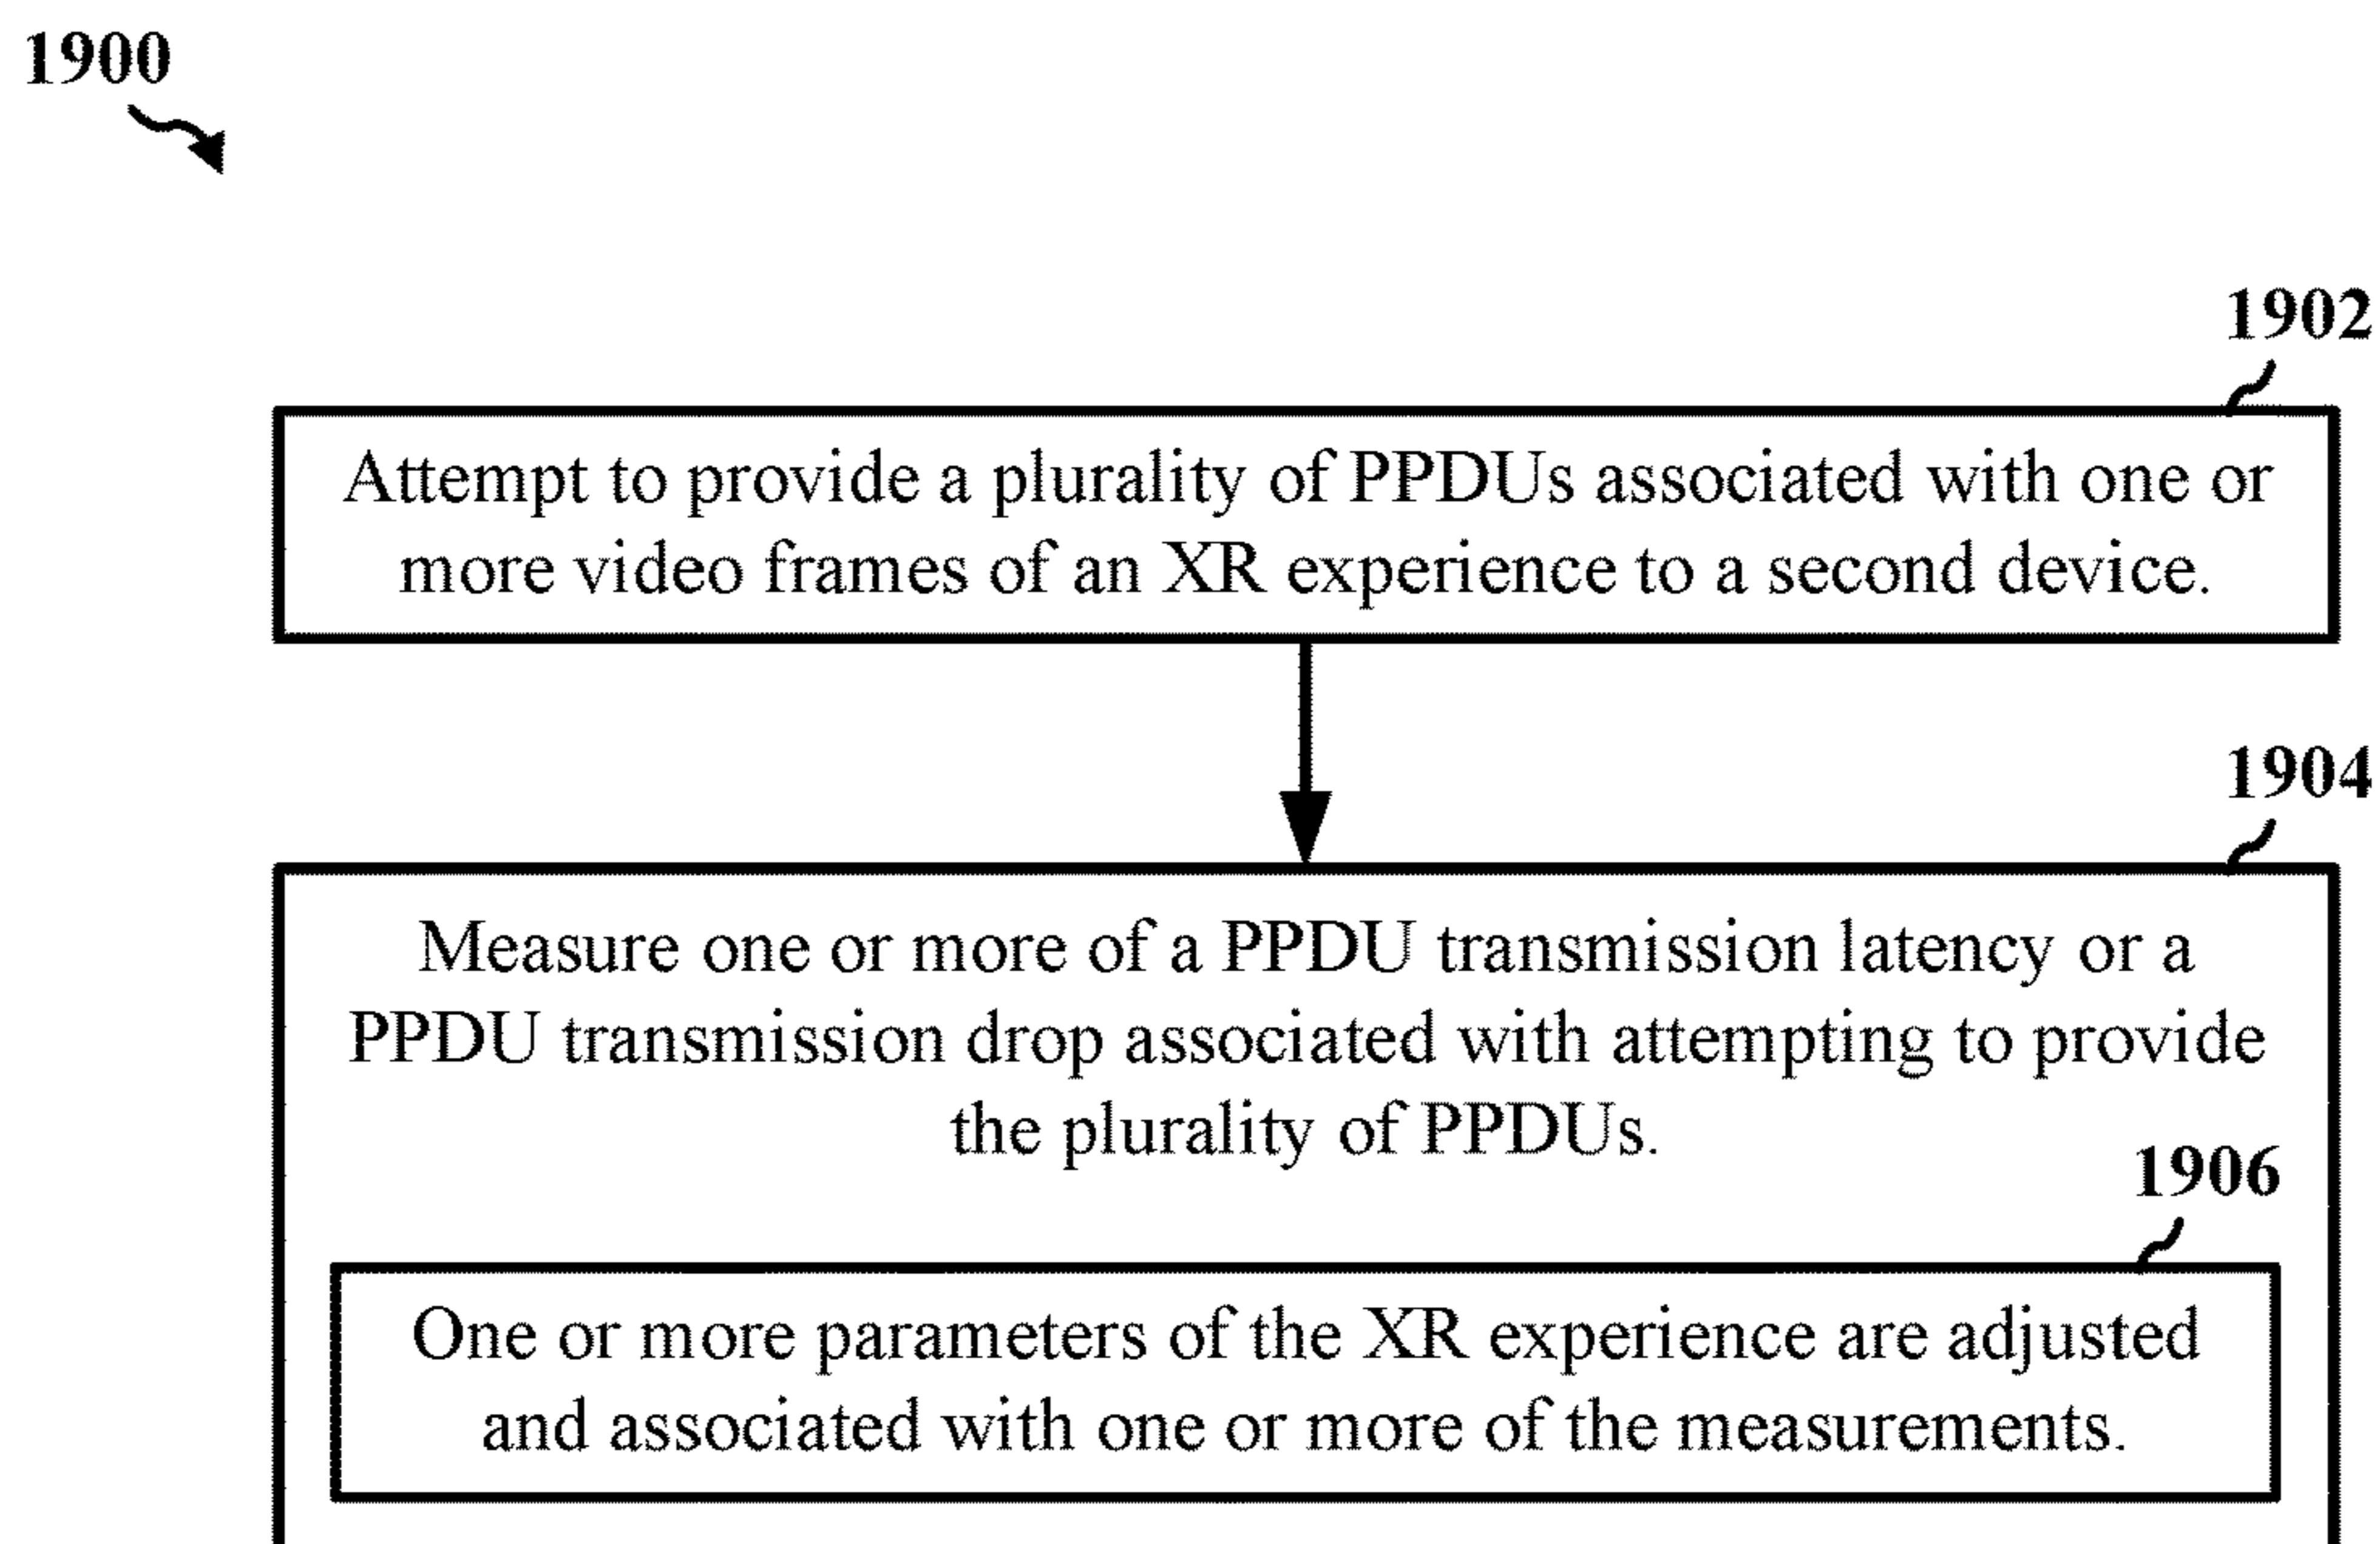 1900
1902
Attempt to provide a plurality of PPDUs associated with one or
more video frames of an XR experience to a second device.
1904
Measure one or more of a PPDU transmission latency or a
PPDU transmission drop associated with attempting to provide
the plurality of PPDUs.
1906
One or more parameters of the XR experience are adjusted
and associated with one or more of the measurements.